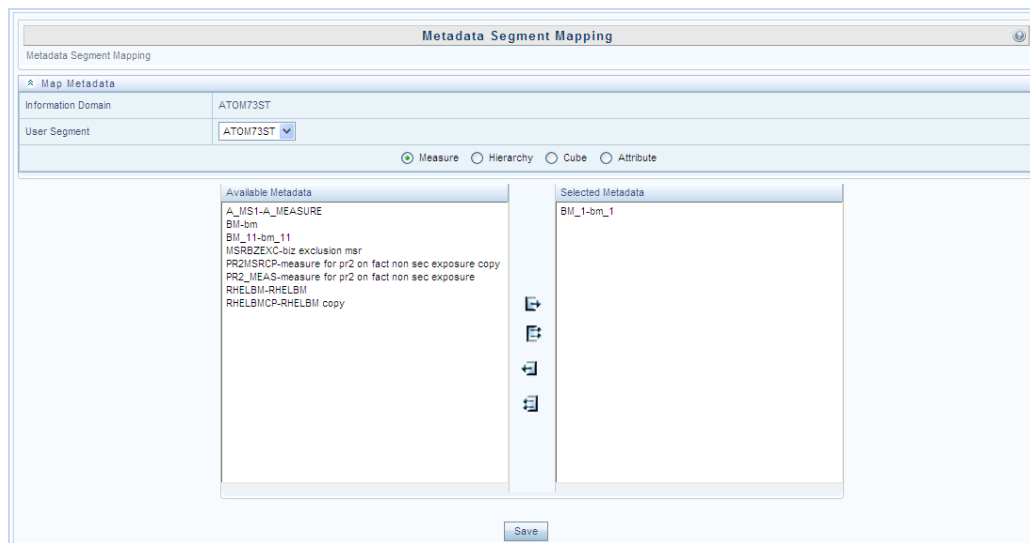 Metadata Segment Mapping
Metadata Segment Mapping
Map Metadata
Information Domain ATOM73ST
User Segment ATOM73ST
Measure Hierarchy Cube Attribute
Available Metadata
A_MS1-A_MEASURE
BM-bm
BM_11-bm_11
MSRBZEXC-biz exclusion msr
PR2MSRCP-measure for pr2 on fact non sec exposure copy
PR2_MEAS-measure for pr2 on fact non sec exposure
RHELBM-RHELBM
RHELBMCP-RHELBM copy
Selected Metadata
BM_1-bm_1
Save